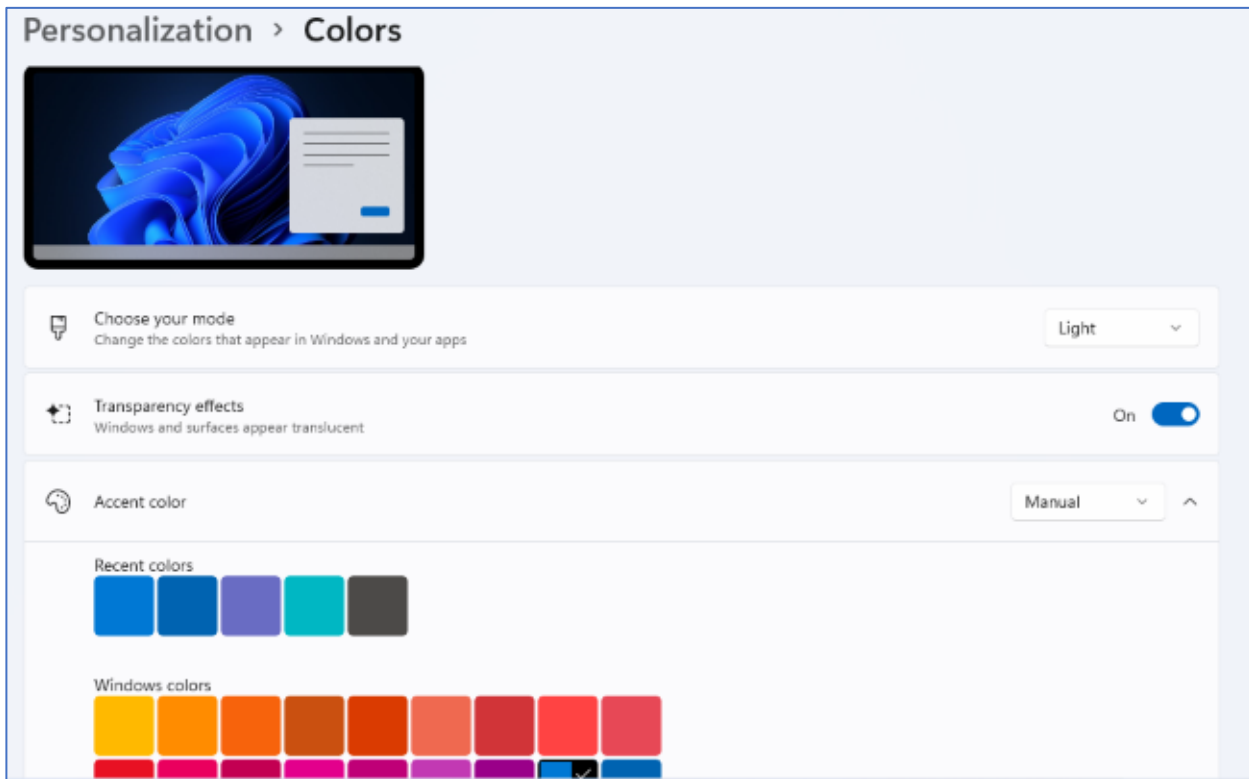 Personalization > Colors
Choose your mode
Change the colors that appear in Windows and your apps
Light
Transparency effects
Windows and surfaces appear translucent
On
Accent color
Manual
Recent colors
Windows colors